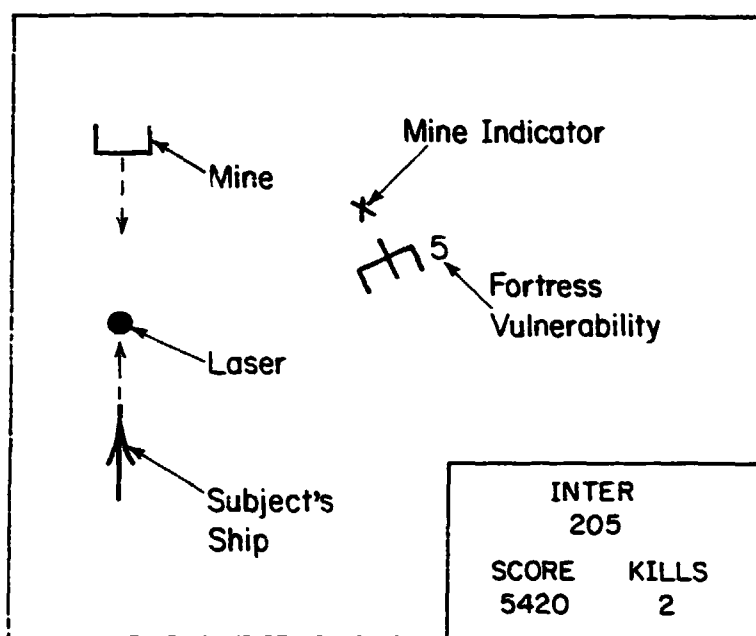 Mine Indicator
Mine
5
Fortress
Vulnerability
Laser
Subject's
Ship
INTER
205
SCORE KILLS
5420 2